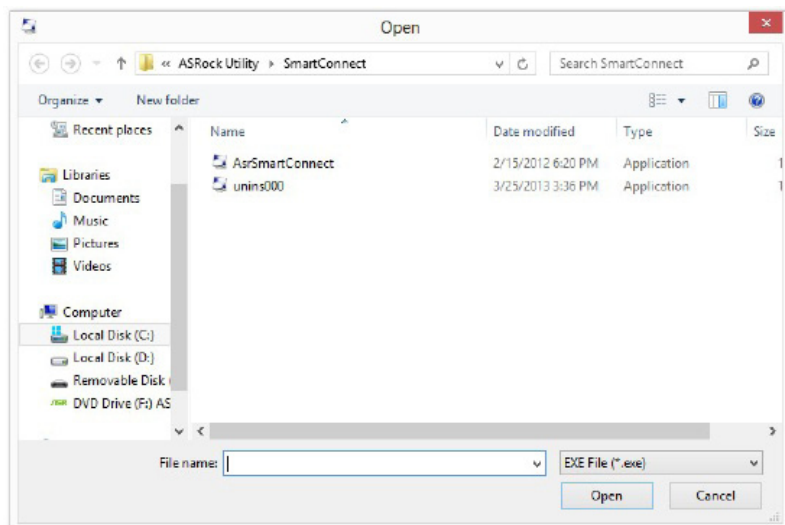 Open
« ASRock Utility ▸ SmartConnect
Search SmartConnect
Organize
New folder
Recent places
Name
Date modified
Type
Size
AsrSmartConnect
2/15/2012 6:20 PM
Application
1
unins000
3/25/2013 3:36 PM
Application
1
Libraries
Documents
Music
Pictures
Videos
Computer
Local Disk (C:)
Local Disk (D:)
Removable Disk (
DVD Drive (F:) AS
File name:
EXE File (*.exe)
Open
Cancel